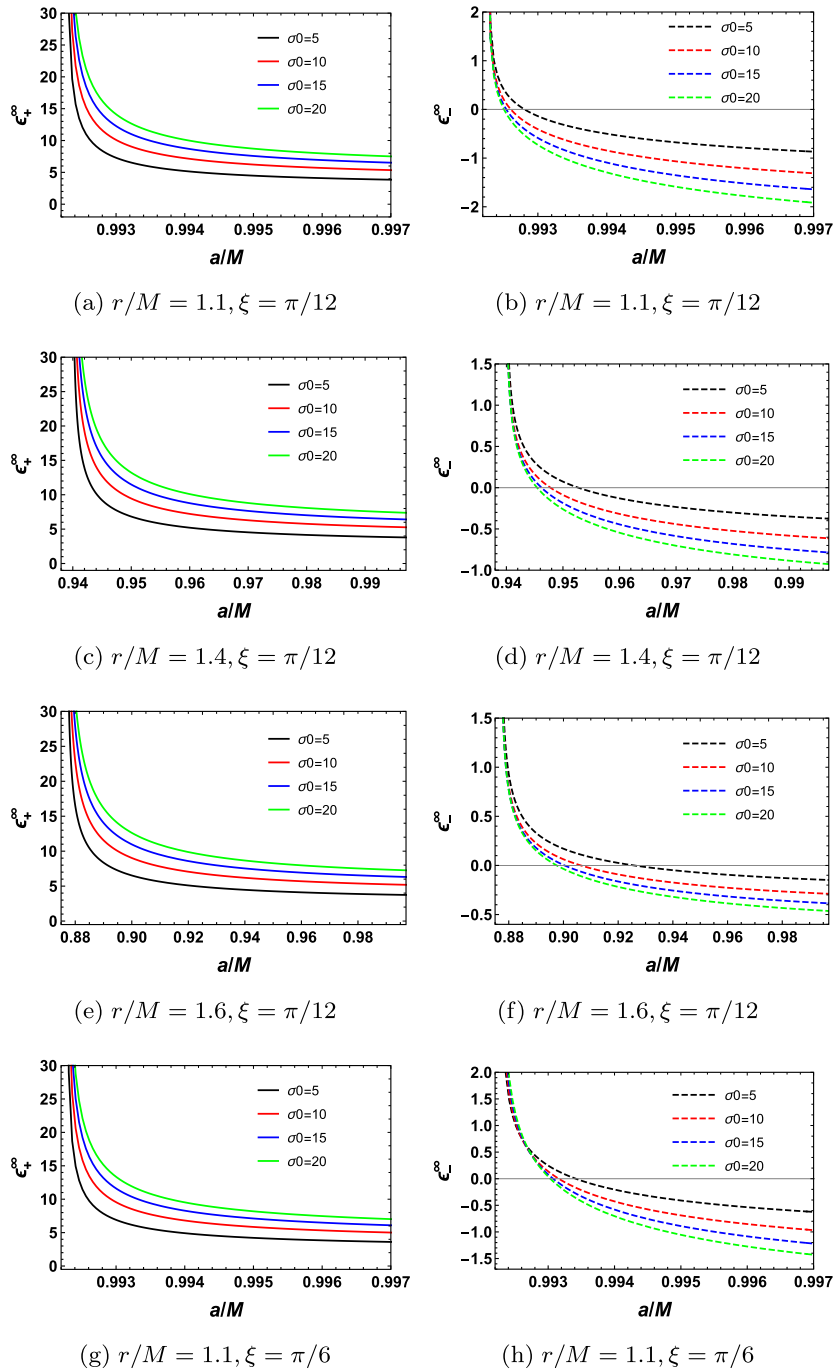 30
25
20
15
10
5
0
ϵ∞+
σ0=5
σ0=10
σ0=15
σ0=20
0.993 0.994 0.995 0.996 0.997
a/M
(a) r/M = 1.1, ξ = π/12
2
1
0
−1
−2
ϵ∞−
σ0=5
σ0=10
σ0=15
σ0=20
0.993 0.994 0.995 0.996 0.997
a/M
(b) r/M = 1.1, ξ = π/12
30
25
20
15
10
5
0
ϵ∞+
σ0=5
σ0=10
σ0=15
σ0=20
0.94 0.95 0.96 0.97 0.98 0.99
a/M
(c) r/M = 1.4, ξ = π/12
1.5
1.0
0.5
0.0
−0.5
−1.0
ϵ∞−
σ0=5
σ0=10
σ0=15
σ0=20
0.94 0.95 0.96 0.97 0.98 0.99
a/M
(d) r/M = 1.4, ξ = π/12
30
25
20
15
10
5
0
ϵ∞+
σ0=5
σ0=10
σ0=15
σ0=20
0.88 0.90 0.92 0.94 0.96 0.98
a/M
(e) r/M = 1.6, ξ = π/12
1.5
1.0
0.5
0.0
−0.5
ϵ∞−
σ0=5
σ0=10
σ0=15
σ0=20
0.88 0.90 0.92 0.94 0.96 0.98
a/M
(f) r/M = 1.6, ξ = π/12
30
25
20
15
10
5
0
ϵ∞+
σ0=5
σ0=10
σ0=15
σ0=20
0.993 0.994 0.995 0.996 0.997
a/M
(g) r/M = 1.1, ξ = π/6
2.0
1.5
1.0
0.5
0.0
−0.5
−1.0
−1.5
ϵ∞−
σ0=5
σ0=10
σ0=15
σ0=20
0.993 0.994 0.995 0.996 0.997
a/M
(h) r/M = 1.1, ξ = π/6